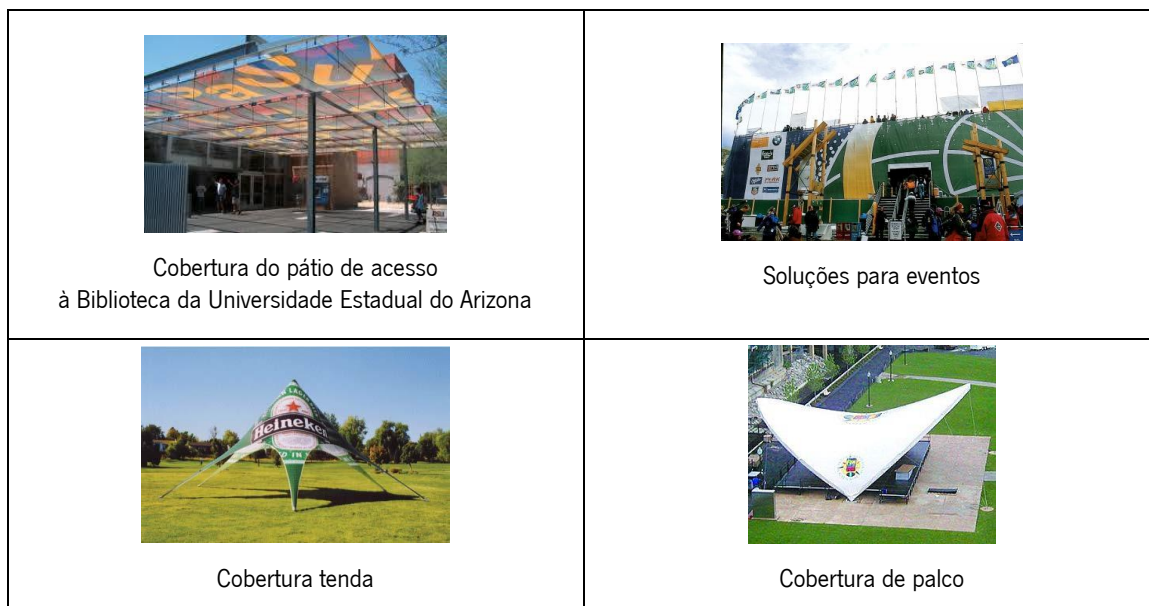 asu
Cobertura do pátio de acesso
à Biblioteca da Universidade Estadual do Arizona
Soluções para eventos
Heineken
Cobertura tenda
Cobertura de palco